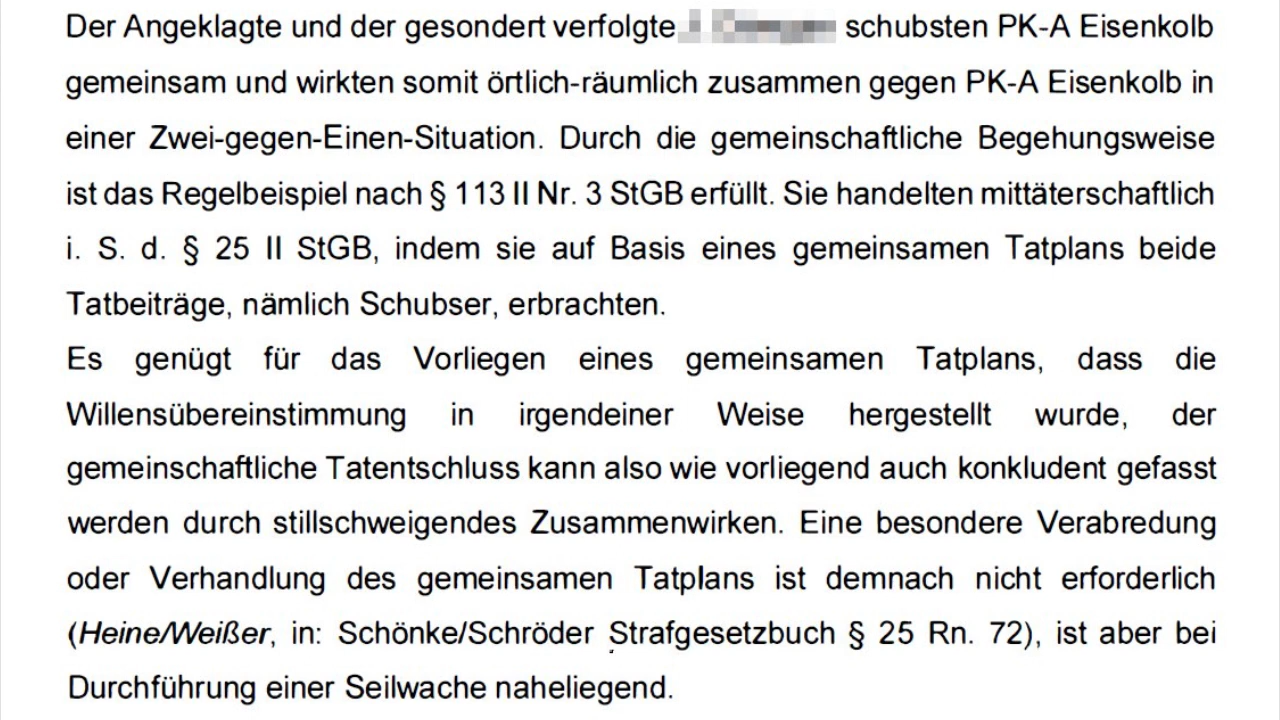 Der Angeklagte und der gesondert verfolgte schubsten PK-A Eisenkolb
gemeinsam und wirkten somit örtlich-räumlich zusammen gegen PK-A Eisenkolb in
einer Zwei-gegen-Einen-Situation. Durch die gemeinschaftliche Begehungsweise
ist das Regelbeispiel nach § 113 II Nr. 3 StGB erfüllt. Sie handelten mittäterschaftlich
i. S. d. § 25 II StGB, indem sie auf Basis eines gemeinsamen Tatplans beide
Tatbeiträge, nämlich Schubser, erbrachten.
Es genügt für das Vorliegen eines gemeinsamen Tatplans, dass die
Willensübereinstimmung in irgendeiner Weise hergestellt wurde, der
gemeinschaftliche Tatentschluss kann also wie vorliegend auch konkludent gefasst
werden durch stillschweigendes Zusammenwirken. Eine besondere Verabredung
oder Verhandlung des gemeinsamen Tatplans ist demnach nicht erforderlich
(Heine/Weißer, in: Schönke/Schröder Strafgesetzbuch § 25 Rn. 72), ist aber bei
Durchführung einer Seilwache naheliegend.